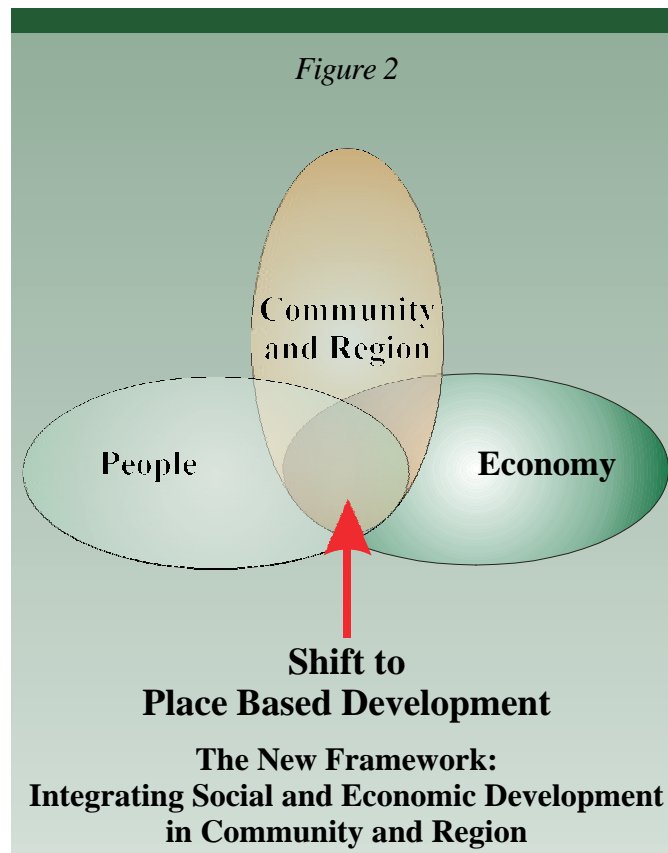 Figure 2
Community
and Region
People
Economy
Shift to
Place Based Development
The New Framework:
Integrating Social and Economic Development
in Community and Region